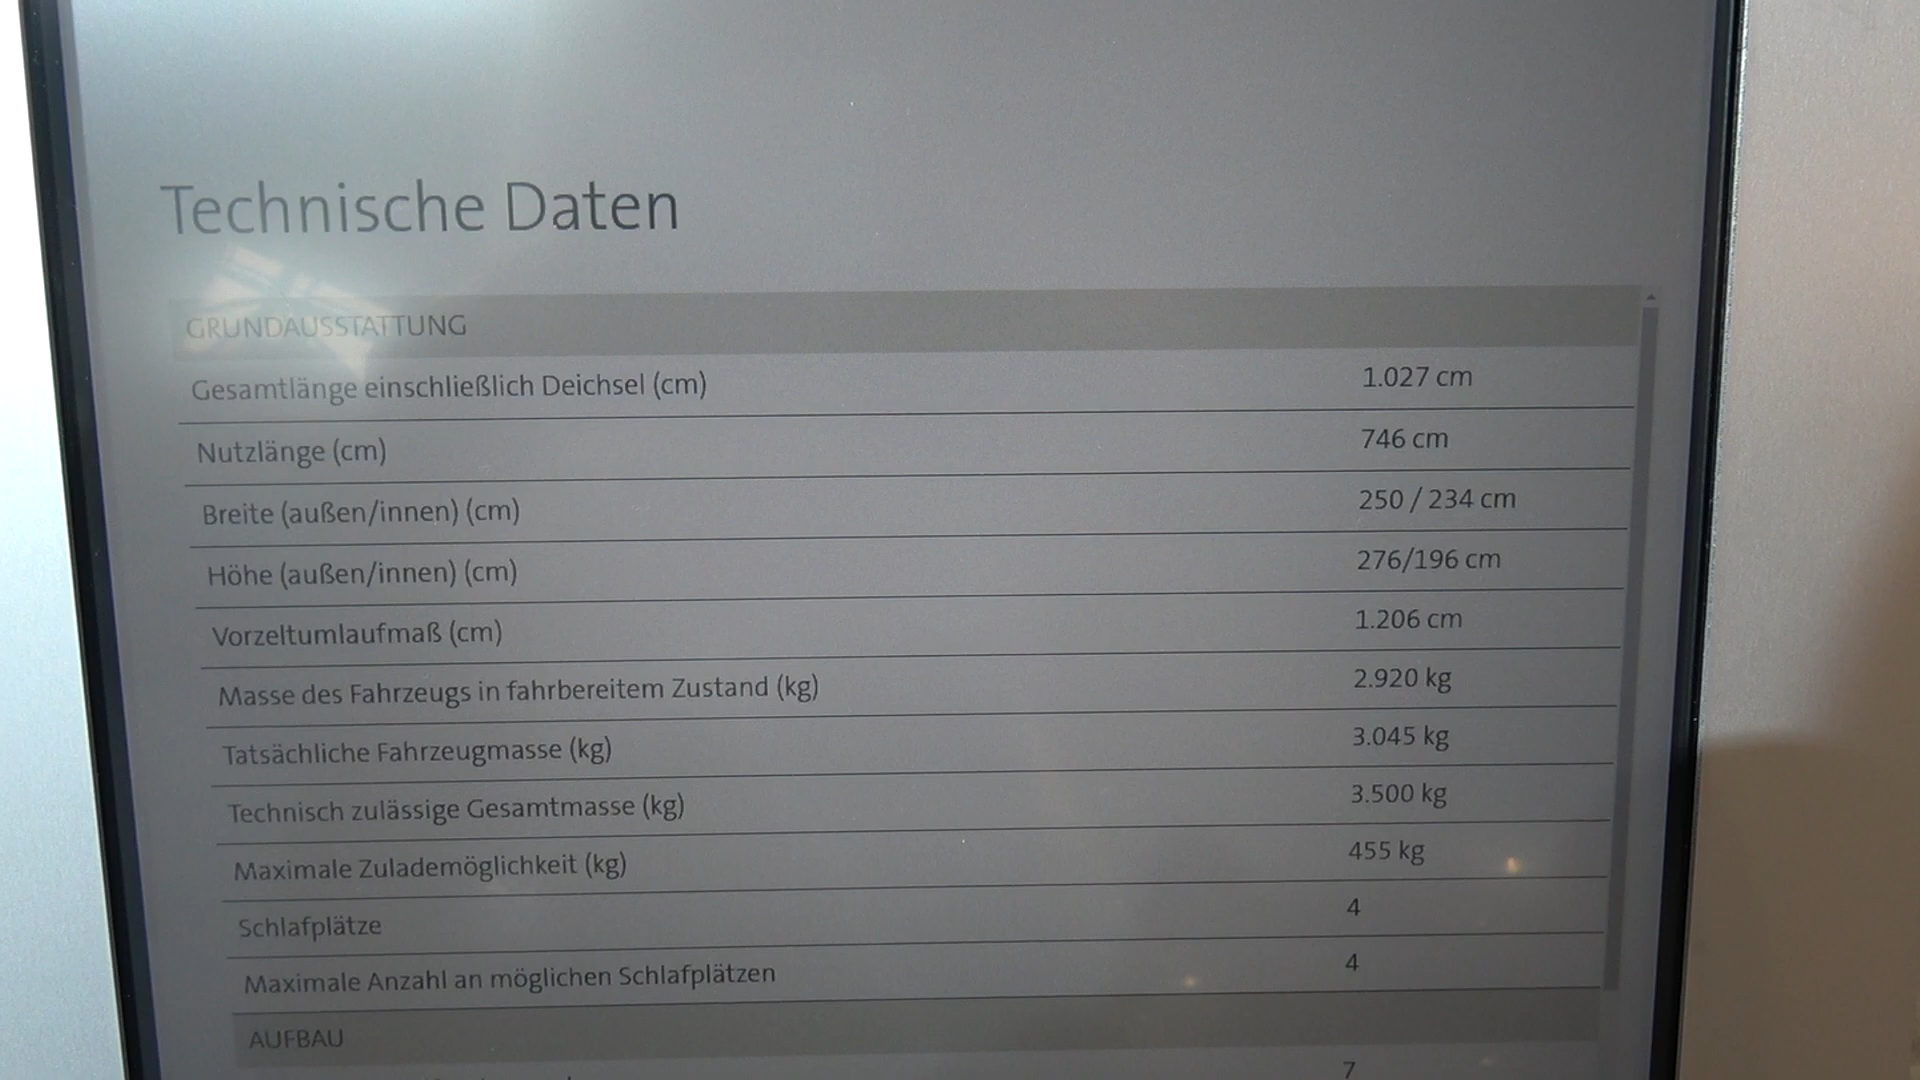 Technische Daten
GRUNDAUSSTATTUNG
Gesamtlänge einschließlich Deichsel (cm) 1.027 cm
Nutzlänge (cm) 746 cm
Breite (außen/innen) (cm) 250 / 234 cm
Höhe (außen/innen) (cm) 276/196 cm
Vorzeltumlaufmaß (cm) 1.206 cm
Masse des Fahrzeugs in fahrbereitem Zustand (kg) 2.920 kg
Tatsächliche Fahrzeugmasse (kg) 3.045 kg
Technisch zulässige Gesamtmasse (kg) 3.500 kg
Maximale Zulademöglichkeit (kg) 455 kg
Schlafplätze 4
Maximale Anzahl an möglichen Schlafplätzen 4
AUFBAU
7